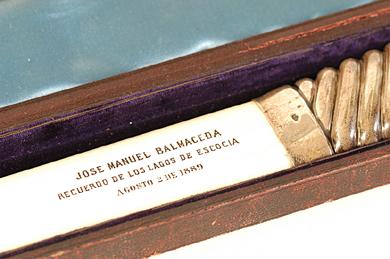 JOSE MANUEL BALMACEDA
RECUERDO DE LOS LAGOS DE ESCOCIA
AGOSTO 2 DE 1889